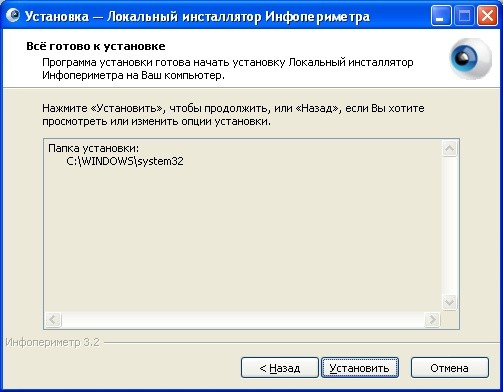 Установка — Локальный инсталлятор Инфопериметра
Всё готово к установке
Программа установки готова начать установку Локальный инсталлятор
Инфопериметра на Ваш компьютер.
Нажмите «Установить», чтобы продолжить, или «Назад», если Вы хотите
просмотреть или изменить опции установки.
Папка установки:
C:\WINDOWS\system32
Инфопериметр 3.2
< Назад
Установить
Отмена